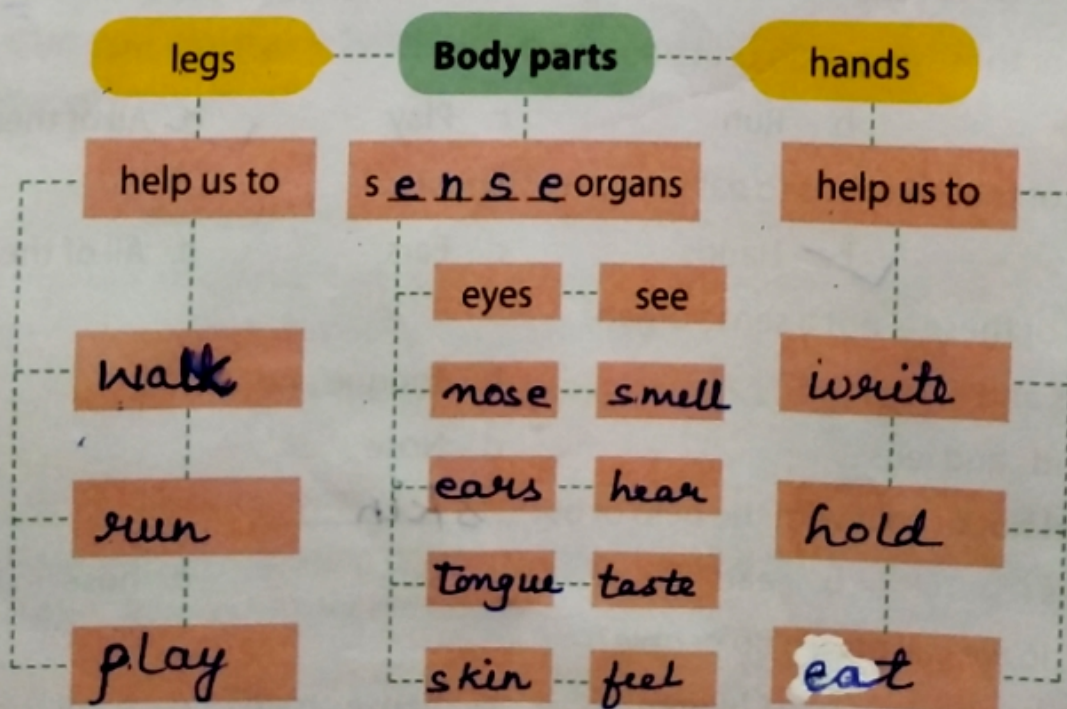 legs
Body parts
hands
help us to
sense organs
help us to
eyes see
walk
nose smell
write
ears hear
run
hold
tongue taste
play
skin feel
eat